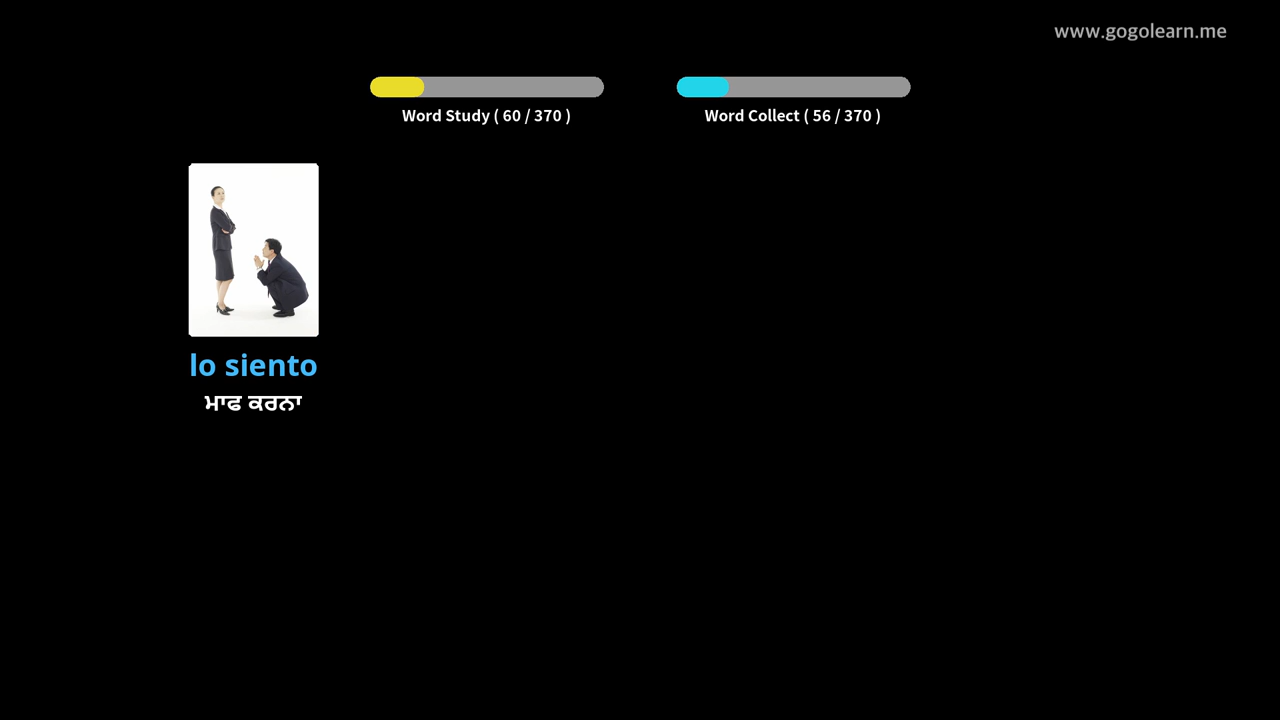 www.gogolearn.me
Word Study ( 60 / 370 )
Word Collect ( 56 / 370 )
lo siento
ਮਾਫ ਕਰਨਾ